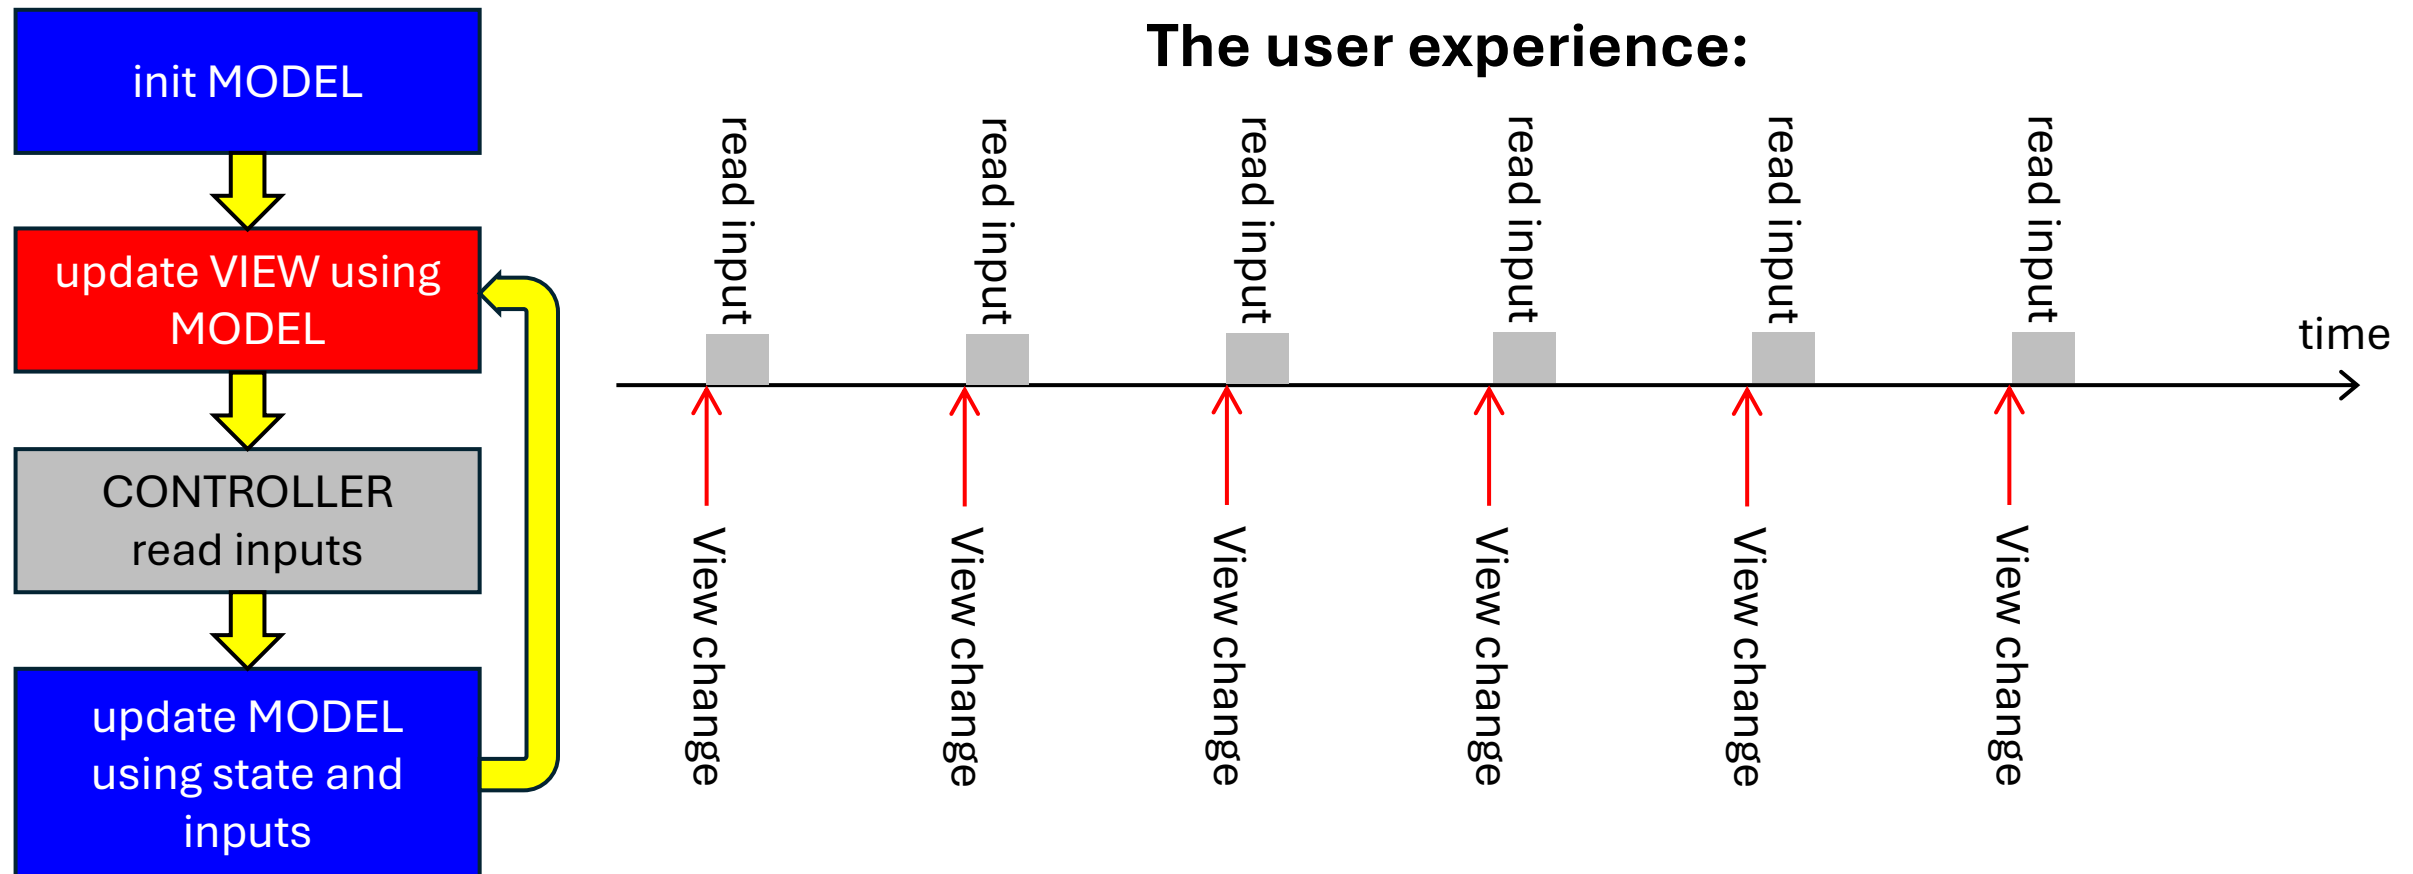 init MODEL
update VIEW using
MODEL
CONTROLLER
read inputs
update MODEL
using state and
inputs
The user experience:
read input
read input
read input
read input
read input
read input
time
View change
View change
View change
View change
View change
View change